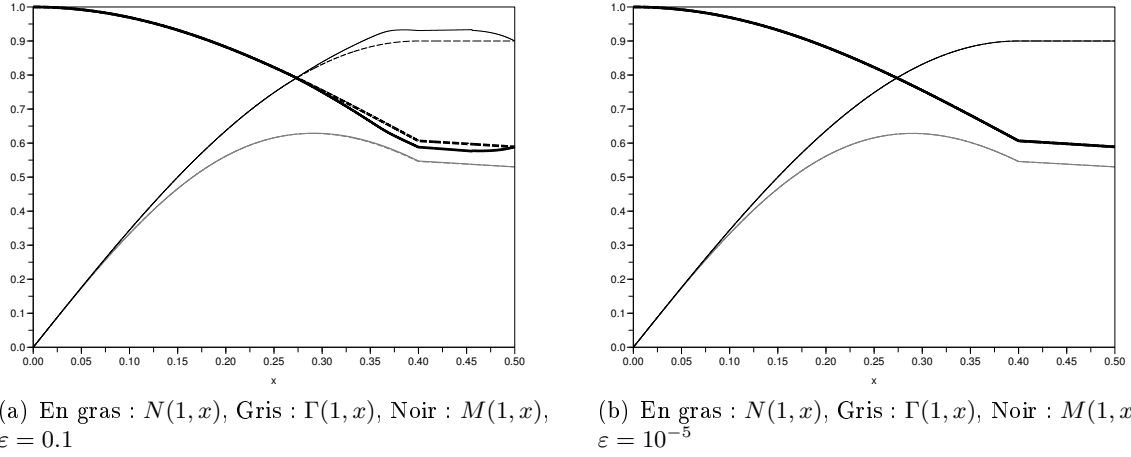 1.0
0.9
0.8
0.7
0.6
0.5
0.4
0.3
0.2
0.1
0.0
0.00 0.05 0.10 0.15 0.20 0.25 0.30 0.35 0.40 0.45 0.50
x
1.0
0.9
0.8
0.7
0.6
0.5
0.4
0.3
0.2
0.1
0.0
0.00 0.05 0.10 0.15 0.20 0.25 0.30 0.35 0.40 0.45 0.50
x
(a) En gras : N(1, x), Gris : Γ(1, x), Noir : M(1, x),
ε = 0.1
(b) En gras : N(1, x), Gris : Γ(1, x), Noir : M(1, x
ε = 10⁻⁵